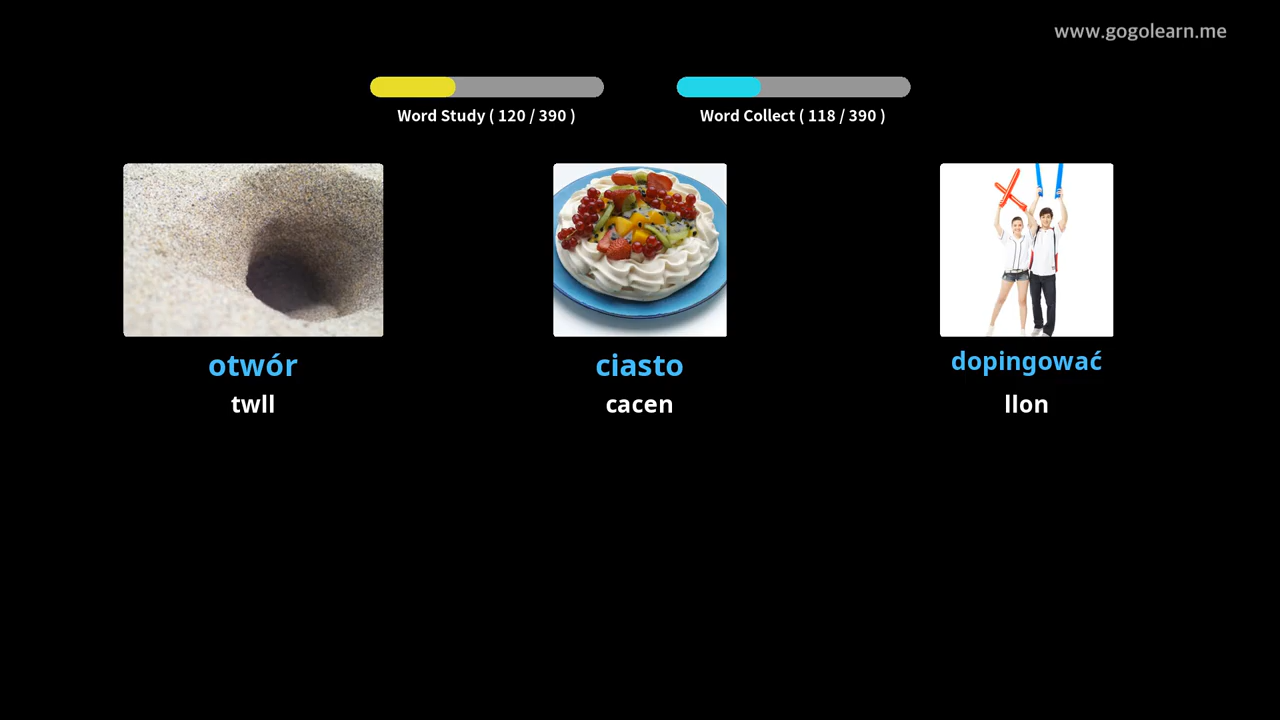 www.gogolearn.me
Word Study ( 120 / 390 )
Word Collect ( 118 / 390 )
otwór
ciasto
dopingować
twll
cacen
llon